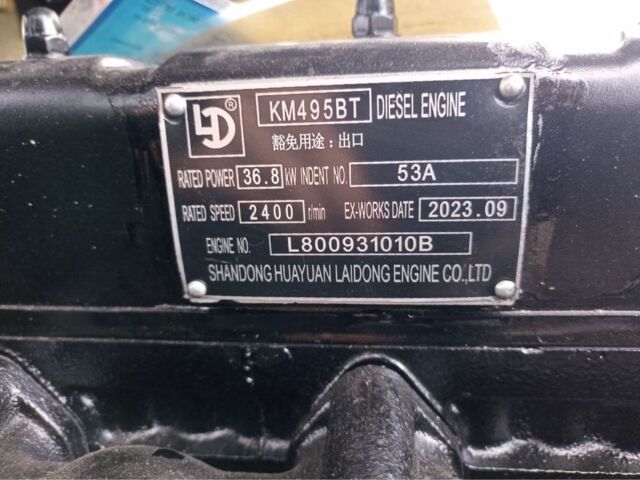 LD ® KM495BT DIESEL ENGINE
豁免用途：出口
RATED POWER 36.8 kW INDENT NO. 53A
RATED SPEED 2400 r/min EX-WORKS DATE 2023.09
ENGINE NO. L800931010B
SHANDONG HUAYUAN LAIDONG ENGINE CO.,LTD